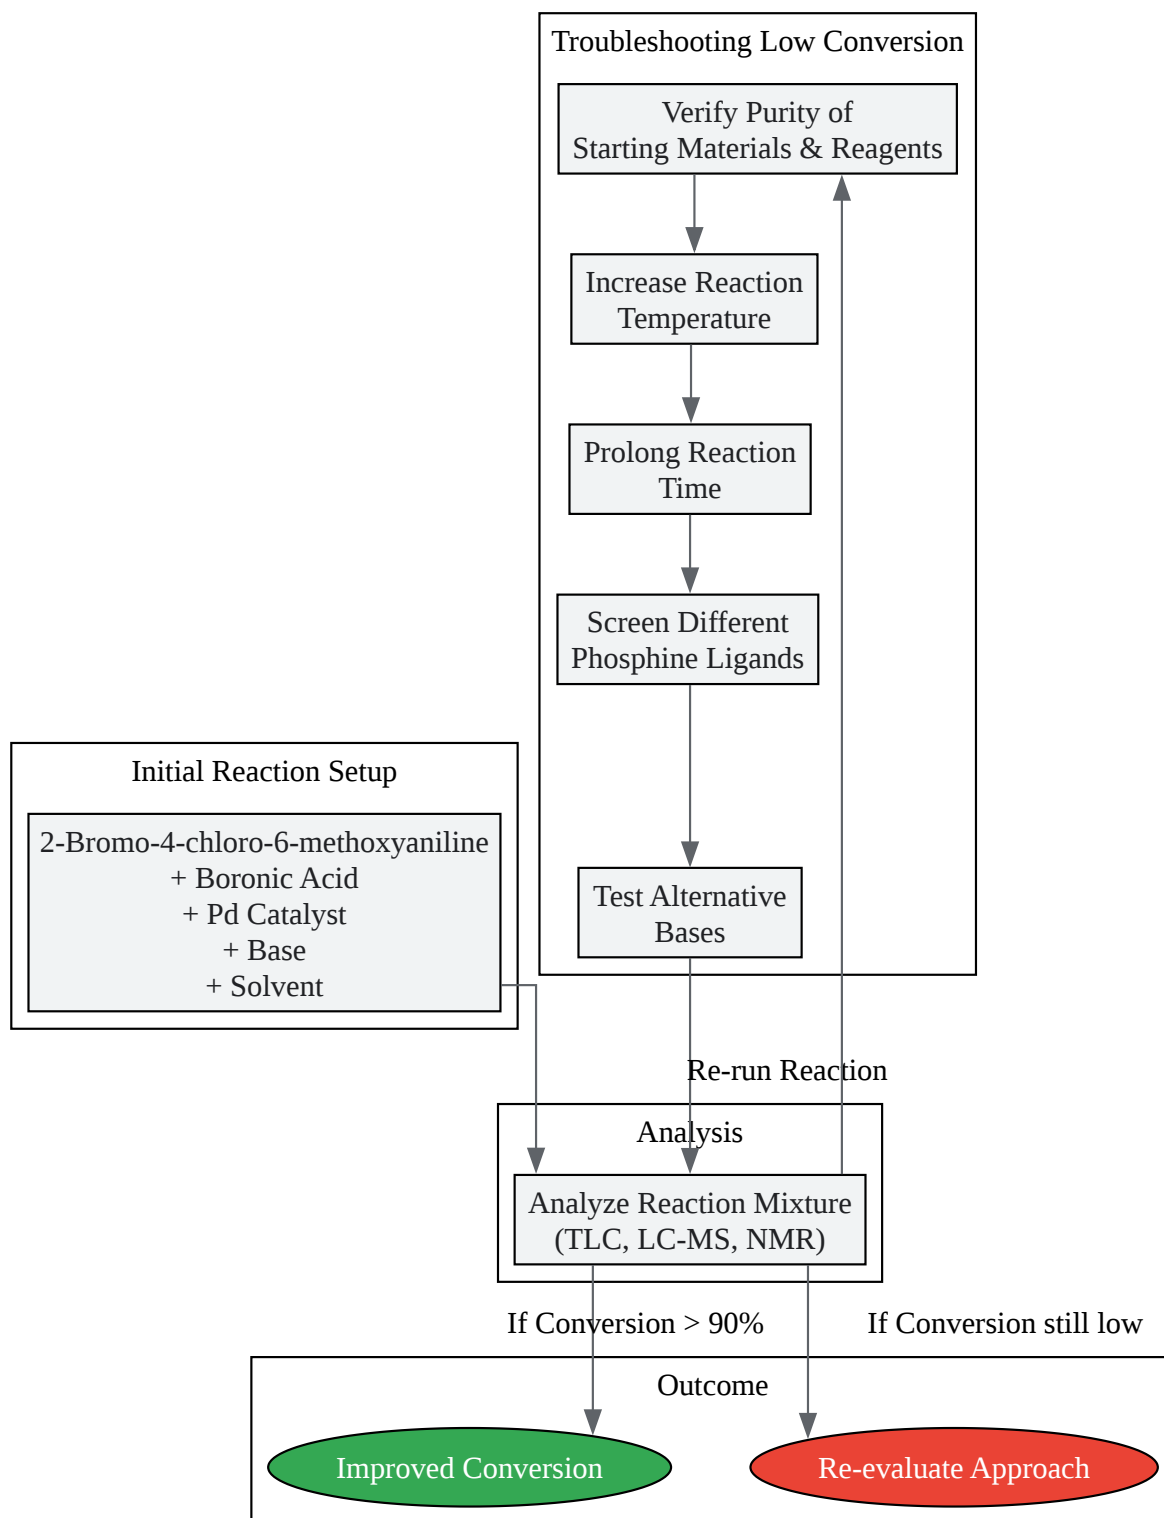 Troubleshooting Low Conversion
Verify Purity of
Starting Materials & Reagents
Increase Reaction
Temperature
Prolong Reaction
Time
Screen Different
Phosphine Ligands
Initial Reaction Setup
2-Bromo-4-chloro-6-methoxyaniline
+ Boronic Acid
+ Pd Catalyst
+ Base
+ Solvent
Test Alternative
Bases
Re-run Reaction
Analysis
Analyze Reaction Mixture
(TLC, LC-MS, NMR)
If Conversion > 90%
If Conversion still low
Outcome
Improved Conversion
Re-evaluate Approach